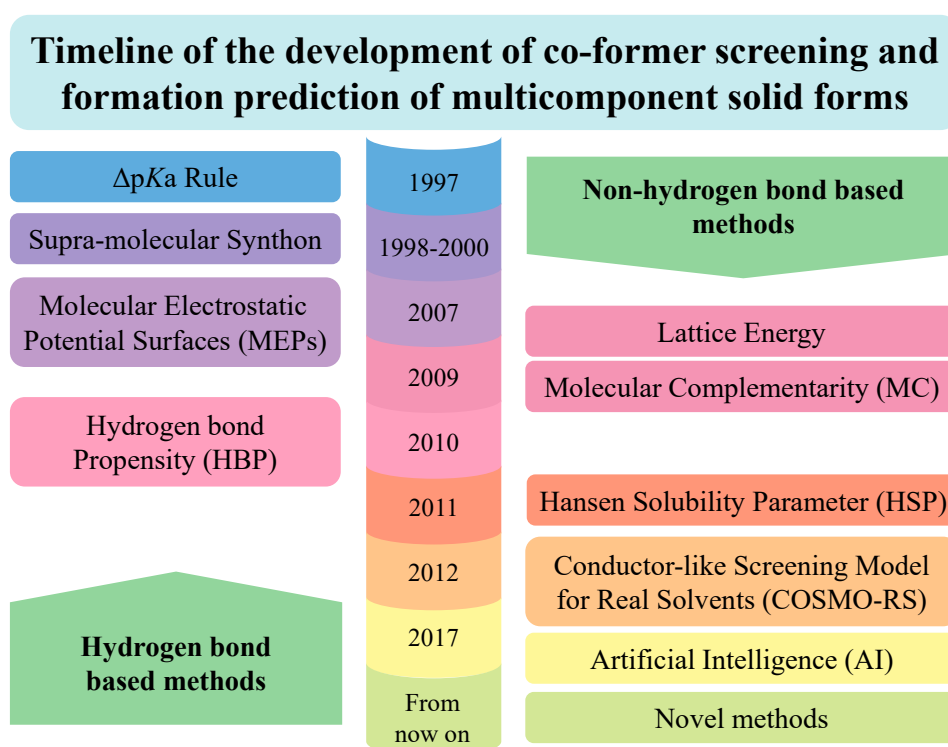 Timeline of the development of co-former screening and
formation prediction of multicomponent solid forms
ΔpKa Rule
1997
Non-hydrogen bond based
methods
Supra-molecular Synthon
1998-2000
Molecular Electrostatic
Potential Surfaces (MEPs)
2007
Lattice Energy
2009
Molecular Complementarity (MC)
Hydrogen bond
Propensity (HBP)
2010
2011
Hansen Solubility Parameter (HSP)
2012
Conductor-like Screening Model
for Real Solvents (COSMO-RS)
Hydrogen bond
based methods
2017
Artificial Intelligence (AI)
From
now on
Novel methods